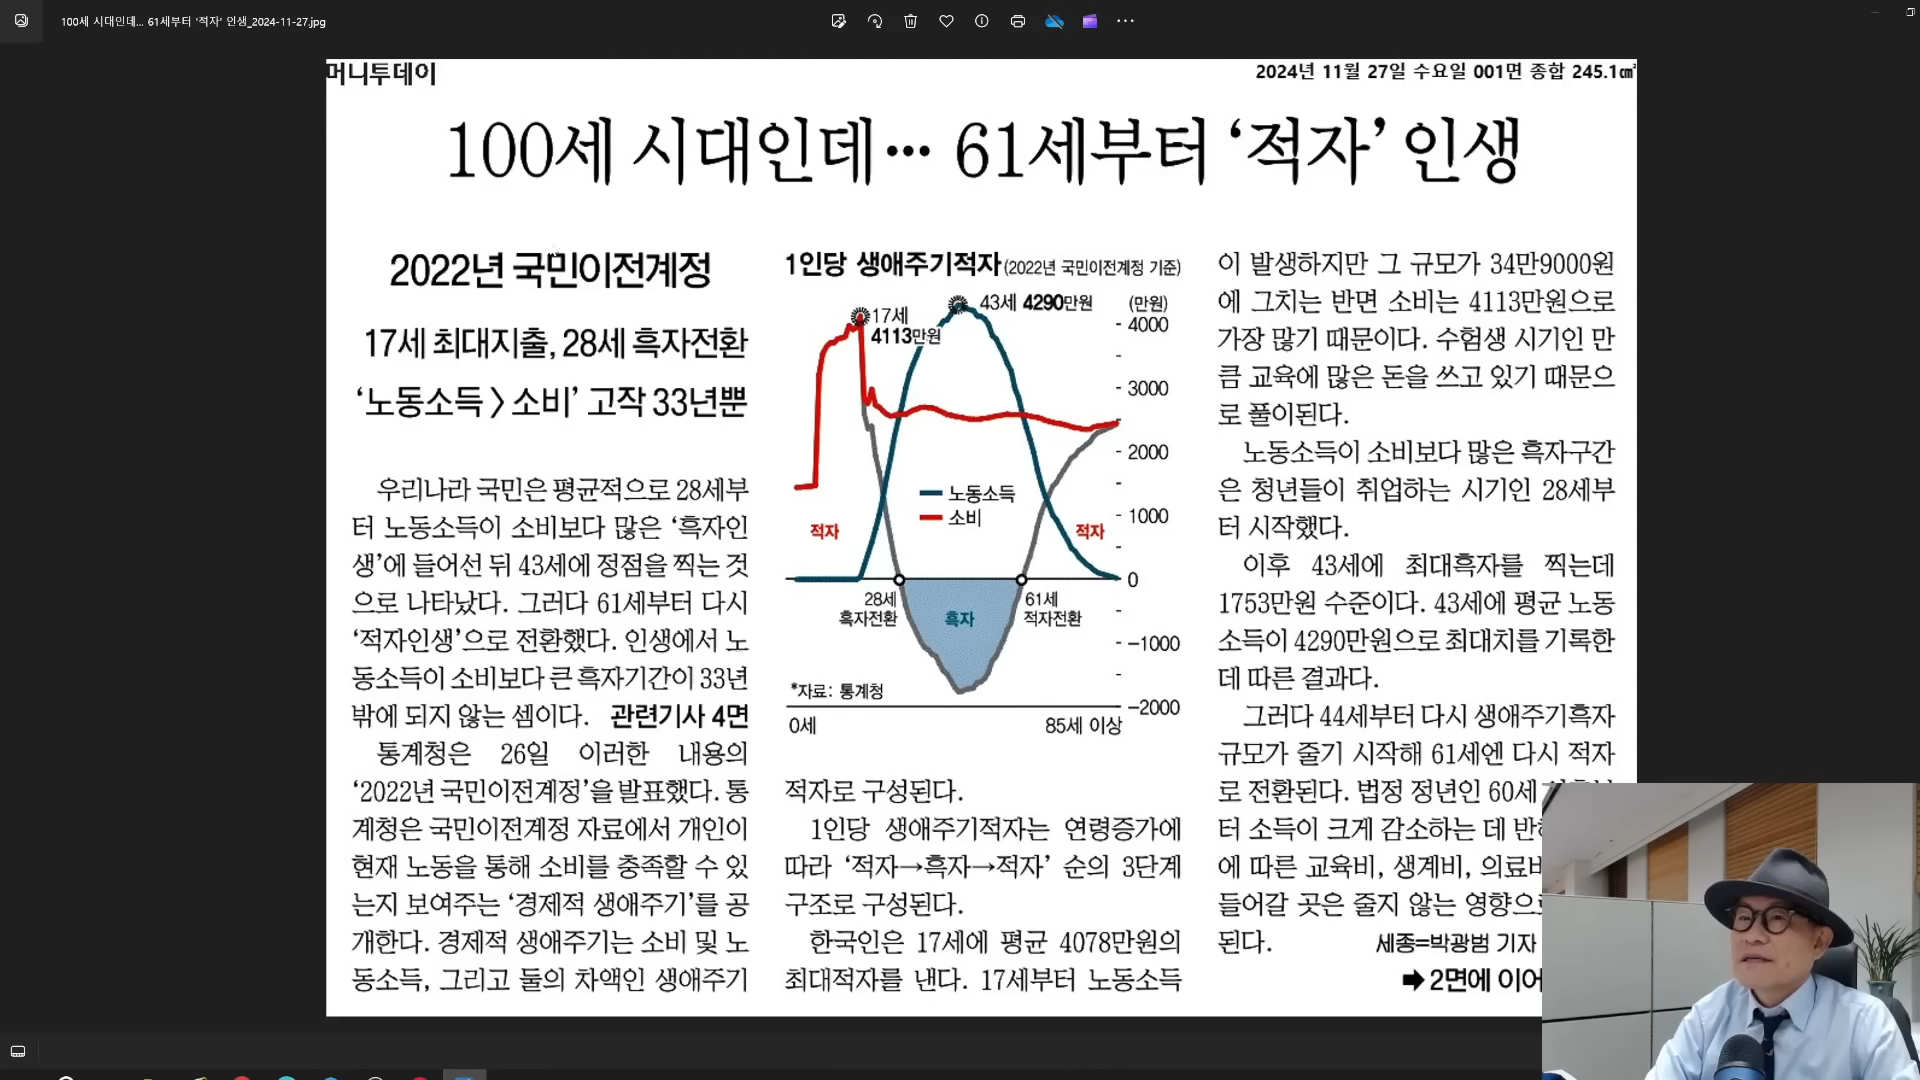 100세 시대인데... 61세부터 '적자' 인생_2024-11-27.jpg
머니투데이
2024년 11월 27일 수요일 001면 종합 245.1㎠
100세 시대인데… 61세부터 ‘적자’ 인생
2022년 국민이전계정
17세 최대지출, 28세 흑자전환
‘노동소득 > 소비’ 고작 33년뿐
우리나라 국민은 평균적으로 28세부
터 노동소득이 소비보다 많은 ‘흑자인
생’에 들어선 뒤 43세에 정점을 찍는 것
으로 나타났다. 그러다 61세부터 다시
‘적자인생’으로 전환했다. 인생에서 노
동소득이 소비보다 큰 흑자기간이 33년
밖에 되지 않는 셈이다. 관련기사 4면
통계청은 26일 이러한 내용의
‘2022년 국민이전계정’을 발표했다. 통
계청은 국민이전계정 자료에서 개인이
현재 노동을 통해 소비를 충족할 수 있
는지 보여주는 ‘경제적 생애주기’를 공
개한다. 경제적 생애주기는 소비 및 노
동소득, 그리고 둘의 차액인 생애주기
1인당 생애주기적자 (2022년 국민이전계정 기준)
43세 4290만원
(만원)
17세
4113만원
4000
3000
2000
1000
0
-1000
-2000
노동소득
소비
적자
적자
28세
흑자전환
흑자
61세
적자전환
*자료: 통계청
0세
85세 이상
적자로 구성된다.
1인당 생애주기적자는 연령증가에
따라 ‘적자→흑자→적자’ 순의 3단계
구조로 구성된다.
한국인은 17세에 평균 4078만원의
최대적자를 낸다. 17세부터 노동소득
이 발생하지만 그 규모가 34만9000원
에 그치는 반면 소비는 4113만원으로
가장 많기 때문이다. 수험생 시기인 만
큼 교육에 많은 돈을 쓰고 있기 때문으
로 풀이된다.
노동소득이 소비보다 많은 흑자구간
은 청년들이 취업하는 시기인 28세부
터 시작했다.
이후 43세에 최대흑자를 찍는데
1753만원 수준이다. 43세에 평균 노동
소득이 4290만원으로 최대치를 기록한
데 따른 결과다.
그러다 44세부터 다시 생애주기흑자
규모가 줄기 시작해 61세엔 다시 적자
로 전환된다. 법정 정년인 60세
터 소득이 크게 감소하는 데
에 따른 교육비, 생계비,
들어갈 곳은 줄지 않는
된다. 세종=박광범 기자
➡2면에